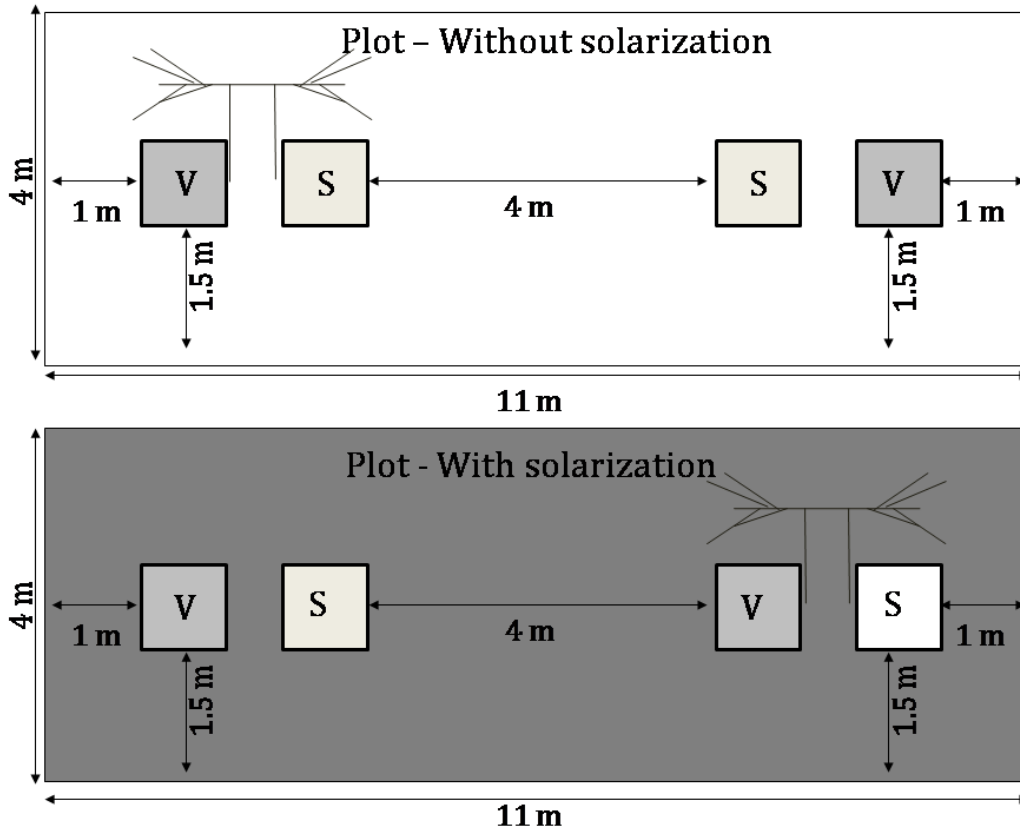 Plot – Without solarization
4 m
V
S
S
V
1 m
4 m
1 m
1.5 m
1.5 m
11 m
Plot - With solarization
4 m
V
S
V
S
1 m
4 m
1 m
1.5 m
1.5 m
11 m